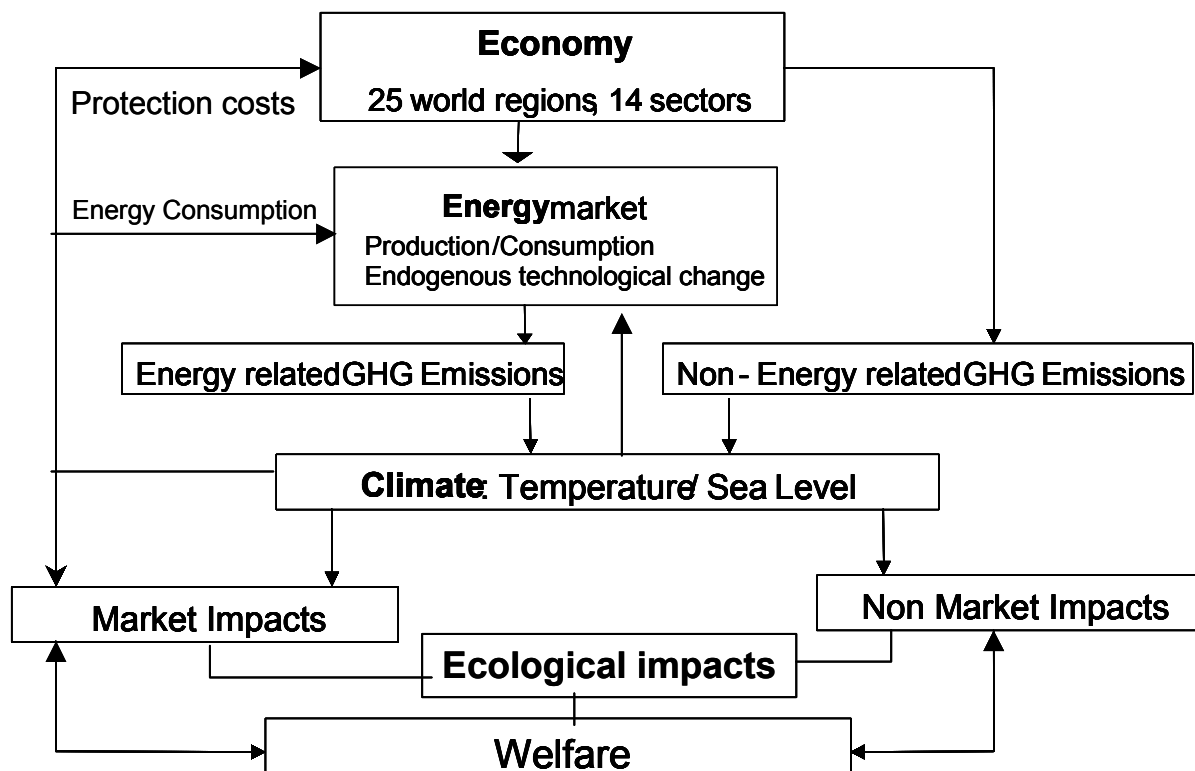 Economy
25 world regions, 14 sectors
Protection costs
Energy Consumption
Energymarket
Production/Consumption
Endogenous technological change
Energy relatedGHG Emissions
Non - Energy relatedGHG Emissions
Climate: Temperature/ Sea Level
Market Impacts
Non Market Impacts
Ecological impacts
Welfare